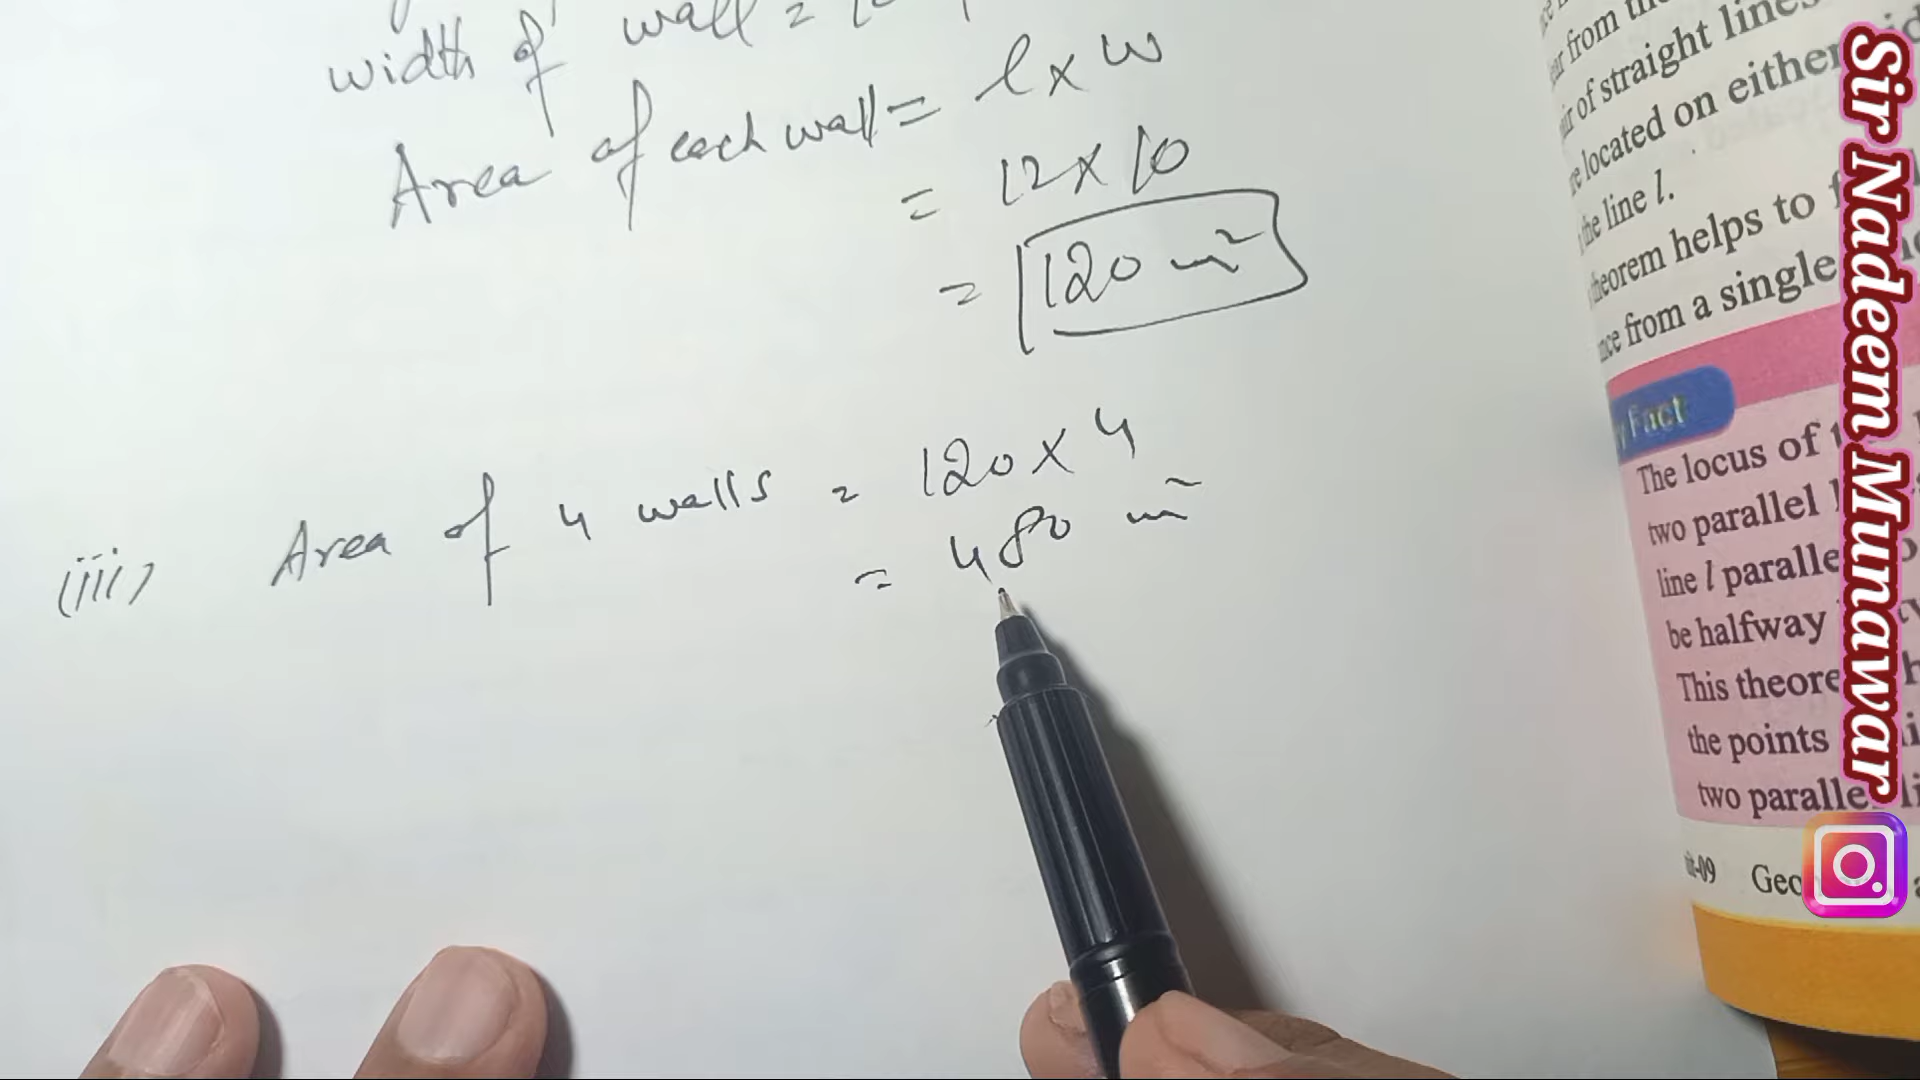 width of wall =
Area of each wall = l × w
= 12 × 10
= 120 m²
(iii) Area of 4 walls = 120 × 4
= 480 m²
from
of straight lines
located on either
the line l.
theorem helps to
from a single
Fact
The locus of
two parallel
line l paralle
be halfway
This theore
the points
two paralle
-09 Geo
Sir Nadeem Munawar